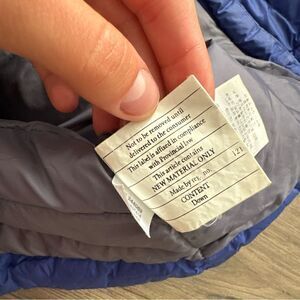 Not to be removed until
delivered to the consumer
This label is affixed in compliance
with Provincial law
This article contains
NEW MATERIAL ONLY
Made by
121
CONTENT
Down